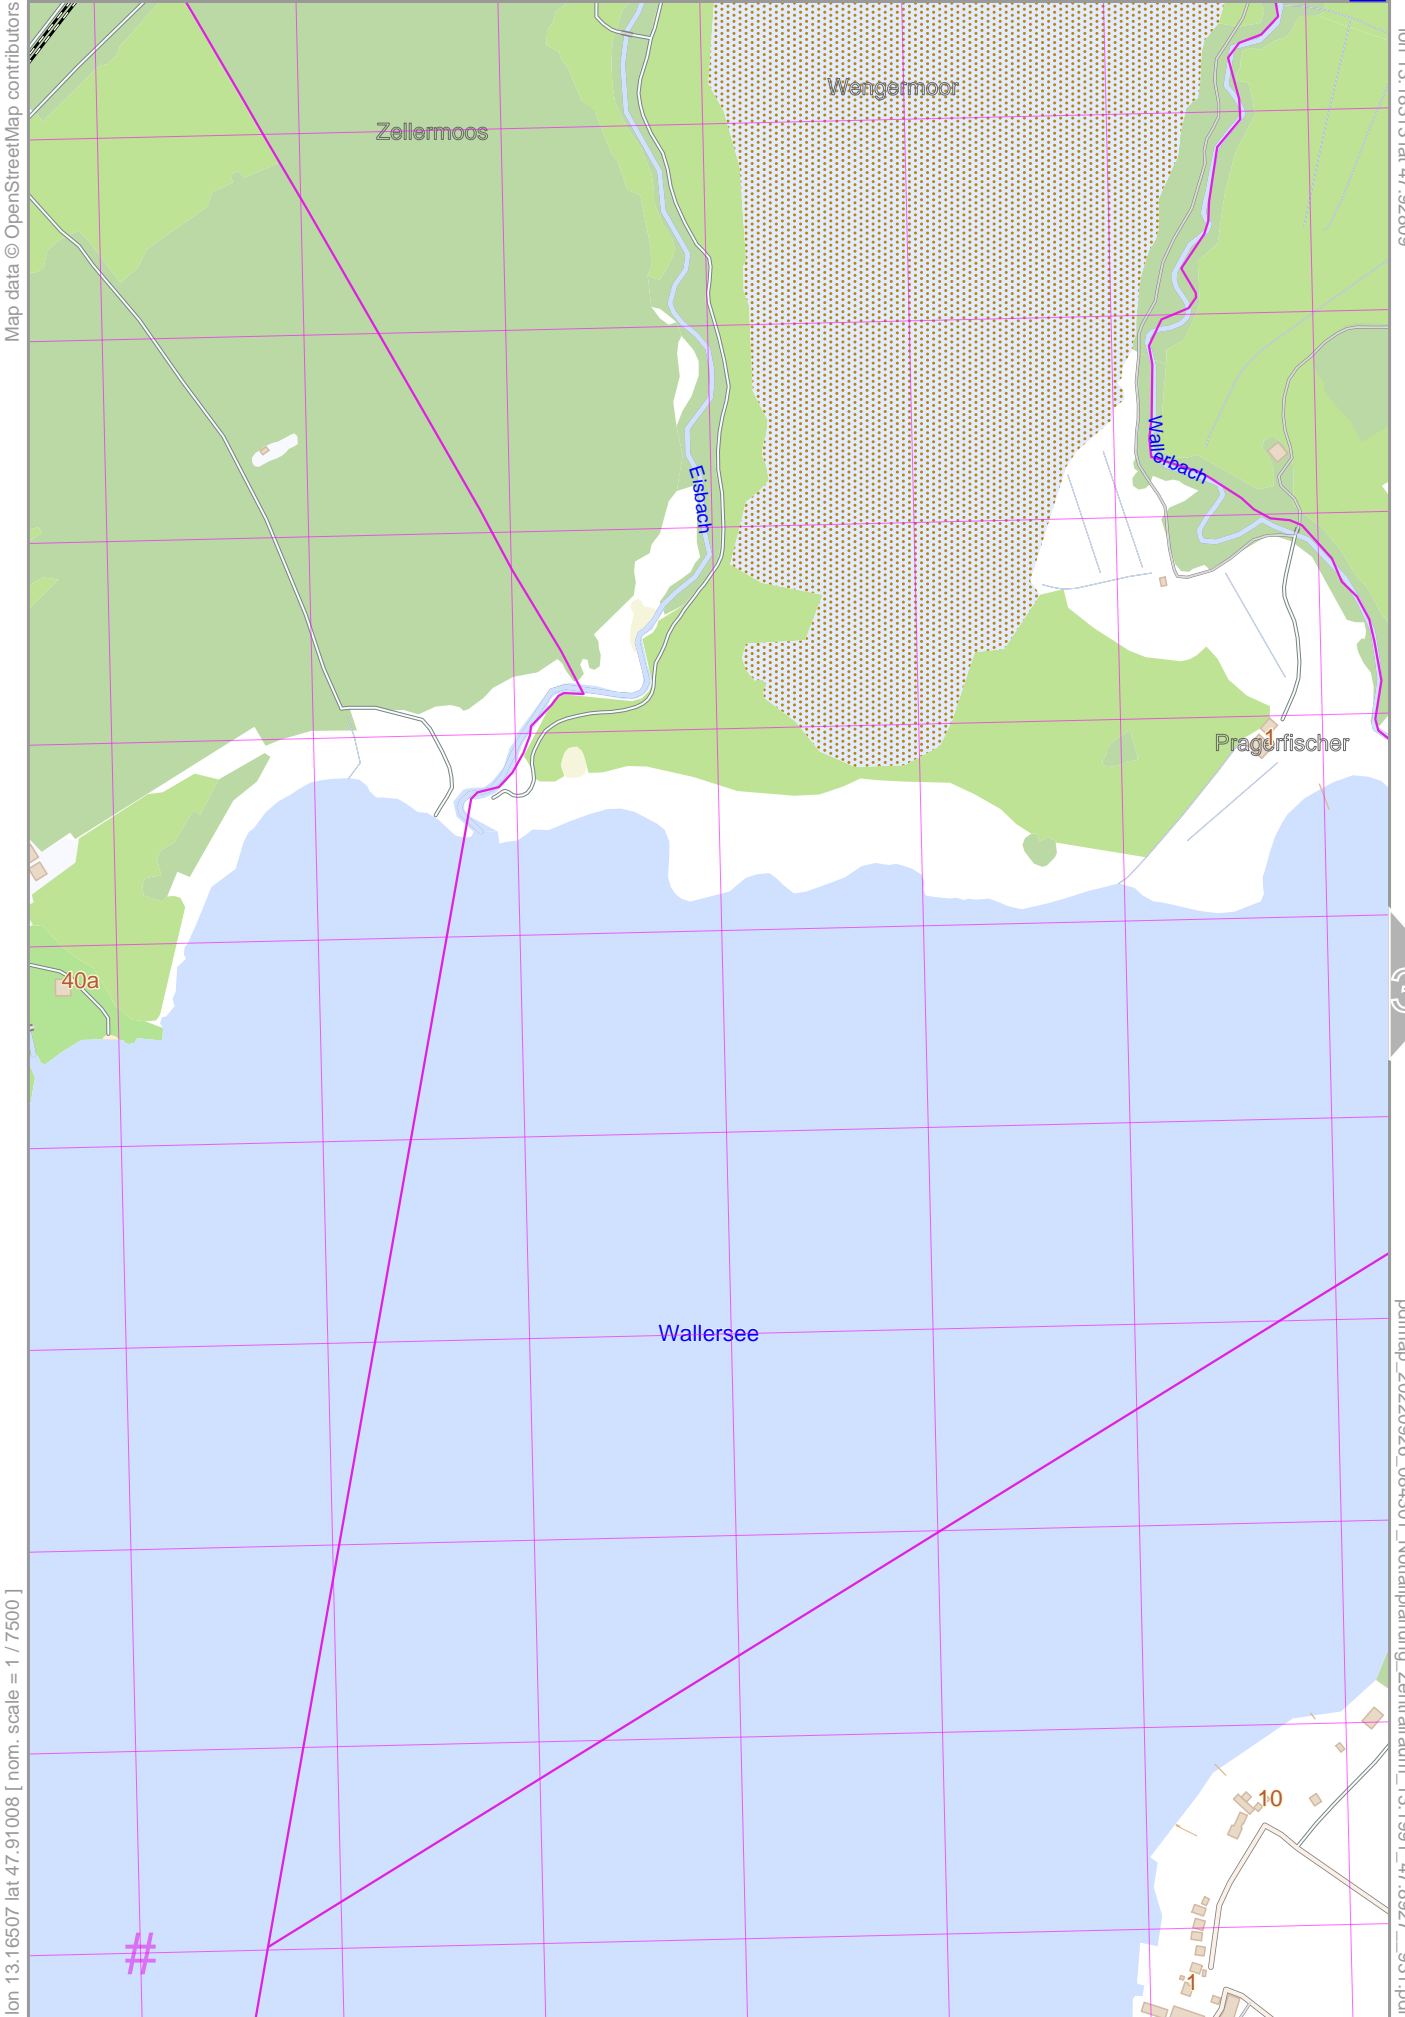 Map data © OpenStreetMap contributors
Wengermoor
Zellermoos
Wallerbach
Eisbach
1
Pragerfischer
40a
3
Wallersee
10
#
1
lon 13.16507 lat 47.91008 [ nom. scale = 1 / 7500 ]